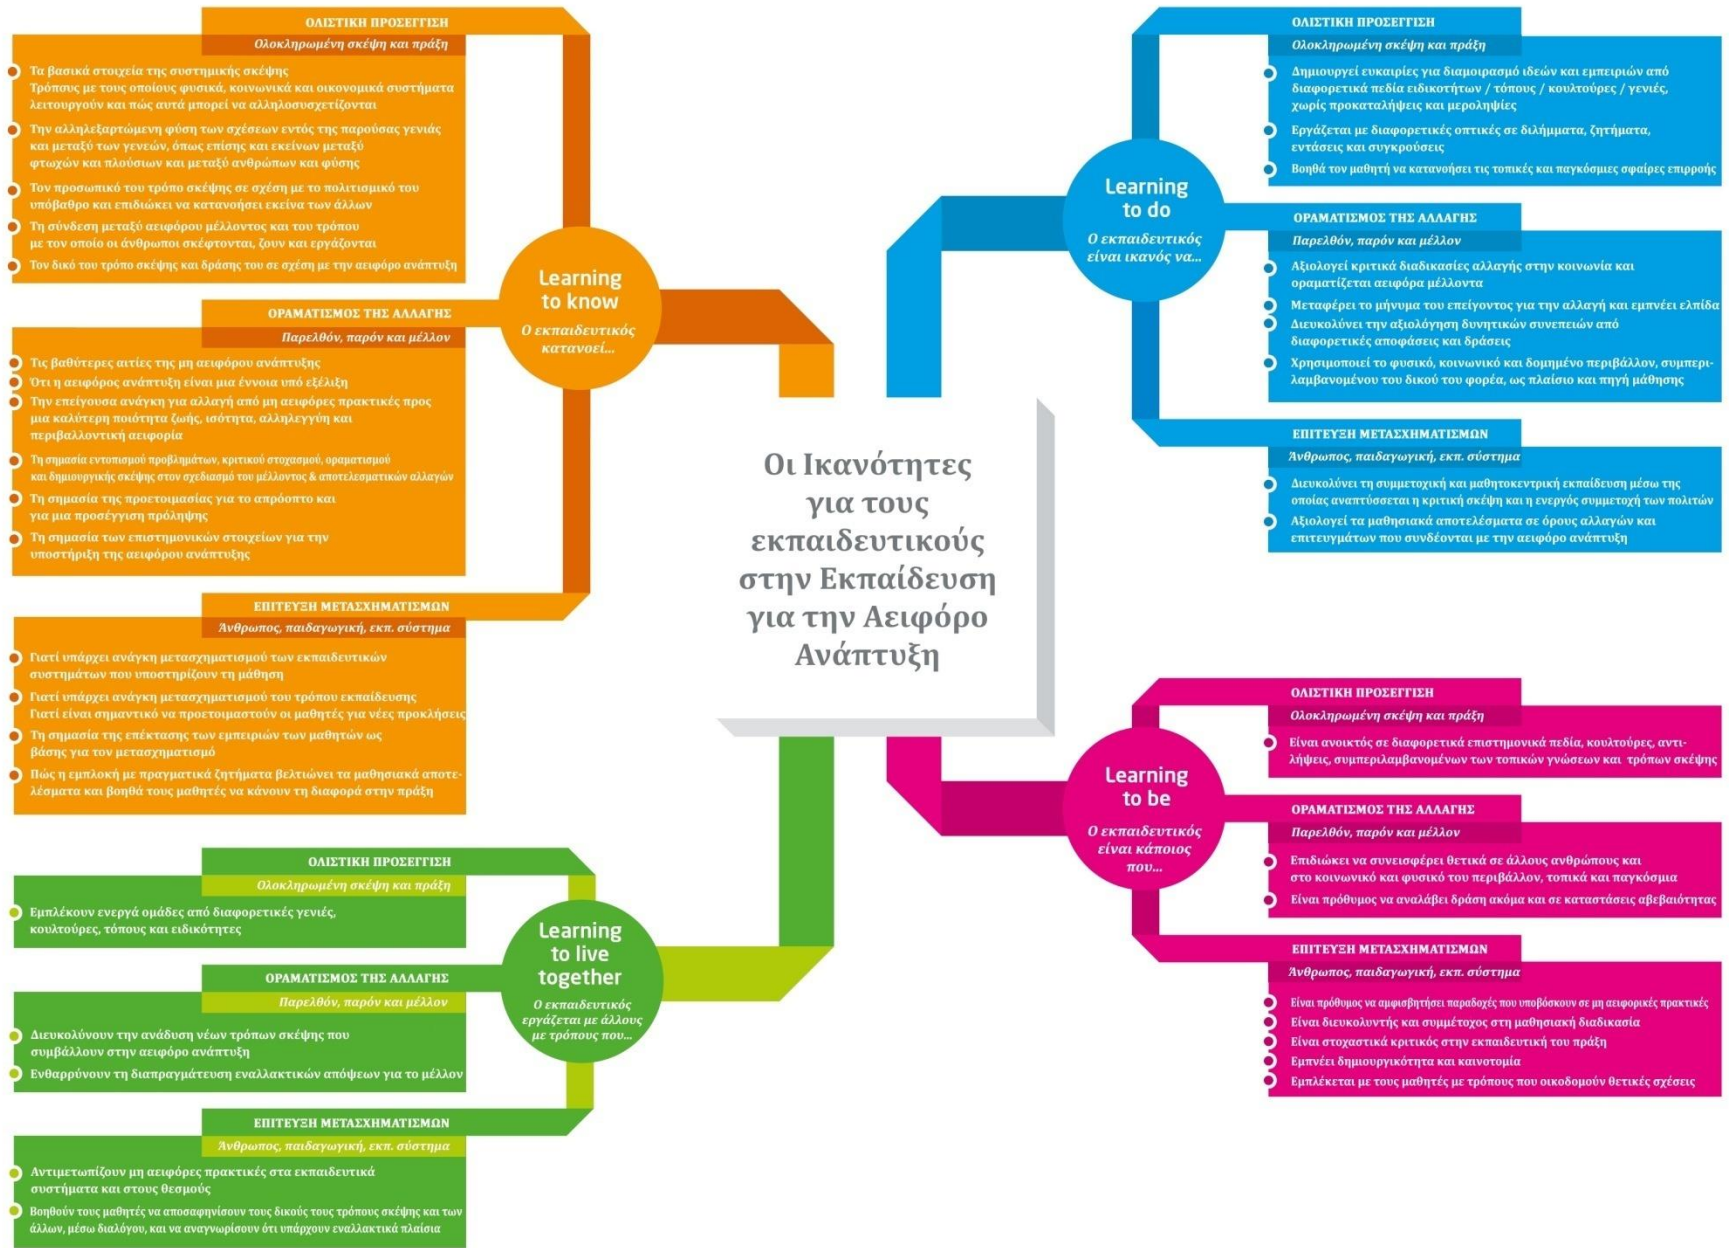 ΟΛΙΣΤΙΚΗ ΠΡΟΣΕΓΓΙΣΗ
Ολοκληρωμένη σκέψη και πράξη
Τα βασικά στοιχεία της συστημικής σκέψης
Τρόπους με τους οποίους φυσικά, κοινωνικά και οικονομικά συστήματα
λειτουργούν και πώς αυτά μπορεί να αλληλοσυσχετίζονται
Την αλληλεξαρτώμενη φύση των σχέσεων εντός της παρούσας γενιάς
και μεταξύ των γενεών, όπως επίσης και εκείνων μεταξύ
φτωχών και πλούσιων και μεταξύ ανθρώπων και φύσης
Τον προσωπικό του τρόπο σκέψης σε σχέση με το πολιτισμικό του
υπόβαθρο και επιδιώκει να κατανοήσει εκείνα των άλλων
Τη σύνδεση μεταξύ αειφόρου μέλλοντος και του τρόπου
με τον οποίο οι άνθρωποι σκέφτονται, ζουν και εργάζονται
Τον δικό του τρόπο σκέψης και δράσης του σε σχέση με την αειφόρο ανάπτυξη
ΟΡΑΜΑΤΙΣΜΟΣ ΤΗΣ ΑΛΛΑΓΗΣ
Παρελθόν, παρόν και μέλλον
Τις βαθύτερες αιτίες της μη αειφόρου ανάπτυξης
Ότι η αειφόρος ανάπτυξη είναι μια έννοια υπό εξέλιξη
Την επείγουσα ανάγκη για αλλαγή από μη αειφόρες πρακτικές προς
μια καλύτερη ποιότητα ζωής, ισότητα, αλληλεγγύη και
περιβαλλοντική αειφορία
Τη σημασία εντοπισμού προβλημάτων, κριτικού στοχασμού, οραματισμού
και δημιουργικής σκέψης στον σχεδιασμό του μέλλοντος & αποτελεσματικών αλλαγών
Τη σημασία της προετοιμασίας για το απρόοπτο και
για μια προσέγγιση πρόληψης
Τη σημασία των επιστημονικών στοιχείων για την
υποστήριξη της αειφόρου ανάπτυξης
ΕΠΙΤΕΥΞΗ ΜΕΤΑΣΧΗΜΑΤΙΣΜΩΝ
Άνθρωπος, παιδαγωγική, εκπ. σύστημα
Γιατί υπάρχει ανάγκη μετασχηματισμού των εκπαιδευτικών
συστημάτων που υποστηρίζουν τη μάθηση
Γιατί υπάρχει ανάγκη μετασχηματισμού του τρόπου εκπαίδευσης
Γιατί είναι σημαντικό να προετοιμαστούν οι μαθητές για νέες προκλήσεις
Τη σημασία της επέκτασης των εμπειριών των μαθητών ως
βάσης για τον μετασχηματισμό
Πώς η εμπλοκή με πραγματικά ζητήματα βελτιώνει τα μαθησιακά αποτε-
λέσματα και βοηθά τους μαθητές να κάνουν τη διαφορά στην πράξη
Learning
to know
Ο εκπαιδευτικός
κατανοεί...
ΟΛΙΣΤΙΚΗ ΠΡΟΣΕΓΓΙΣΗ
Ολοκληρωμένη σκέψη και πράξη
Εμπλέκουν ενεργά ομάδες από διαφορετικές γενιές,
κουλτούρες, τόπους και ειδικότητες
ΟΡΑΜΑΤΙΣΜΟΣ ΤΗΣ ΑΛΛΑΓΗΣ
Παρελθόν, παρόν και μέλλον
Διευκολύνουν την ανάδυση νέων τρόπων σκέψης που
συμβάλλουν στην αειφόρο ανάπτυξη
Ενθαρρύνουν τη διαπραγμάτευση εναλλακτικών απόψεων για το μέλλον
ΕΠΙΤΕΥΞΗ ΜΕΤΑΣΧΗΜΑΤΙΣΜΩΝ
Άνθρωπος, παιδαγωγική, εκπ. σύστημα
Αντιμετωπίζουν μη αειφόρες πρακτικές στα εκπαιδευτικά
συστήματα και στους θεσμούς
Βοηθούν τους μαθητές να αποσαφηνίσουν τους δικούς τους τρόπους σκέψης και των
άλλων, μέσω διαλόγου, και να αναγνωρίσουν ότι υπάρχουν εναλλακτικά πλαίσια
Learning
to live
together
Ο εκπαιδευτικός
εργάζεται με άλλους
με τρόπους που...
Οι Ικανότητες
για τους
εκπαιδευτικούς
στην Εκπαίδευση
για την Αειφόρο
Ανάπτυξη
Learning
to do
Ο εκπαιδευτικός
είναι ικανός να...
ΟΛΙΣΤΙΚΗ ΠΡΟΣΕΓΓΙΣΗ
Ολοκληρωμένη σκέψη και πράξη
Δημιουργεί ευκαιρίες για διαμοιρασμό ιδεών και εμπειριών από
διαφορετικά πεδία ειδικοτήτων / τόπους / κουλτούρες / γενιές,
χωρίς προκαταλήψεις και μεροληψίες
Εργάζεται με διαφορετικές οπτικές σε διλήμματα, ζητήματα,
εντάσεις και συγκρούσεις
Βοηθά τον μαθητή να κατανοήσει τις τοπικές και παγκόσμιες σφαίρες επιρροής
ΟΡΑΜΑΤΙΣΜΟΣ ΤΗΣ ΑΛΛΑΓΗΣ
Παρελθόν, παρόν και μέλλον
Αξιολογεί κριτικά διαδικασίες αλλαγής στην κοινωνία και
οραματίζεται αειφόρα μέλλοντα
Μεταφέρει το μήνυμα του επείγοντος για την αλλαγή και εμπνέει ελπίδα
Διευκολύνει την αξιολόγηση δυνητικών συνεπειών από
διαφορετικές αποφάσεις και δράσεις
Χρησιμοποιεί το φυσικό, κοινωνικό και δομημένο περιβάλλον, συμπερι-
λαμβανομένου του δικού του φορέα, ως πλαίσιο και πηγή μάθησης
ΕΠΙΤΕΥΞΗ ΜΕΤΑΣΧΗΜΑΤΙΣΜΩΝ
Άνθρωπος, παιδαγωγική, εκπ. σύστημα
Διευκολύνει τη συμμετοχική και μαθητοκεντρική εκπαίδευση μέσω της
οποίας αναπτύσσεται η κριτική σκέψη και η ενεργός συμμετοχή των πολιτών
Αξιολογεί τα μαθησιακά αποτελέσματα σε όρους αλλαγών και
επιτευγμάτων που συνδέονται με την αειφόρο ανάπτυξη
Learning
to be
Ο εκπαιδευτικός
είναι κάποιος
που...
ΟΛΙΣΤΙΚΗ ΠΡΟΣΕΓΓΙΣΗ
Ολοκληρωμένη σκέψη και πράξη
Είναι ανοικτός σε διαφορετικά επιστημονικά πεδία, κουλτούρες, αντι-
λήψεις, συμπεριλαμβανομένων των τοπικών γνώσεων και τρόπων σκέψης
ΟΡΑΜΑΤΙΣΜΟΣ ΤΗΣ ΑΛΛΑΓΗΣ
Παρελθόν, παρόν και μέλλον
Επιδιώκει να συνεισφέρει θετικά σε άλλους ανθρώπους και
στο κοινωνικό και φυσικό του περιβάλλον, τοπικά και παγκόσμια
Είναι πρόθυμος να αναλάβει δράση ακόμα και σε καταστάσεις αβεβαιότητας
ΕΠΙΤΕΥΞΗ ΜΕΤΑΣΧΗΜΑΤΙΣΜΩΝ
Άνθρωπος, παιδαγωγική, εκπ. σύστημα
Είναι πρόθυμος να αμφισβητήσει παραδοχές που υποβόσκουν σε μη αειφορικές πρακτικές
Είναι διευκολυντής και συμμέτοχος στη μαθησιακή διαδικασία
Είναι στοχαστικά κριτικός στην εκπαιδευτική του πράξη
Εμπνέει δημιουργικότητα και καινοτομία
Εμπλέκεται με τους μαθητές με τρόπους που οικοδομούν θετικές σχέσεις